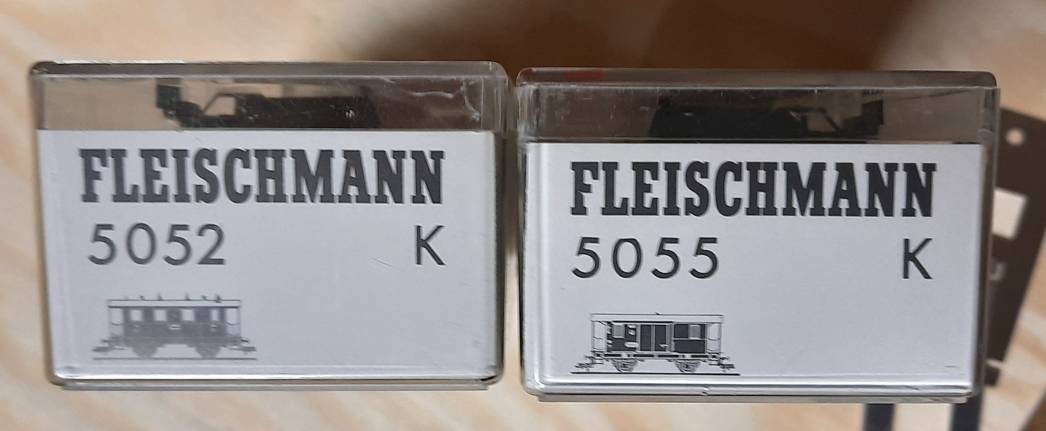 FLEISCHMANN
5052 K
FLEISCHMANN
5055 K